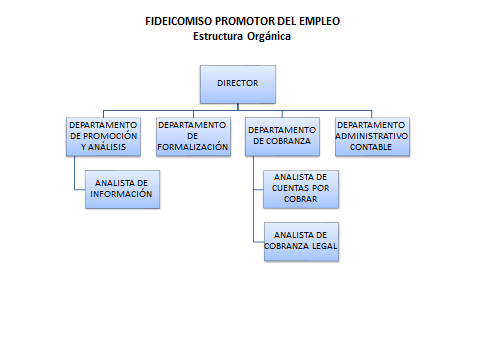 FIDEICOMISO PROMOTOR DEL EMPLEO
Estructura Orgánica
DIRECTOR
DEPARTAMENTO
DE PROMOCIÓN
Y ANÁLISIS
DEPARTAMENTO
DE
FORMALIZACIÓN
DEPARTAMENTO
DE COBRANZA
DEPARTAMENTO
ADMINISTRATIVO
CONTABLE
ANALISTA DE
INFORMACIÓN
ANALISTA DE
CUENTAS POR
COBRAR
ANALISTA DE
COBRANZA LEGAL